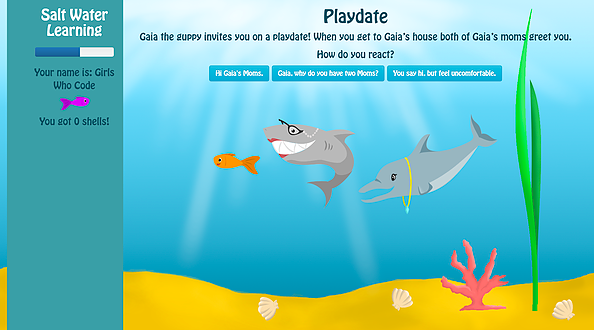 Salt Water
Learning
Your name is: Girls
Who Code
You got 0 shells!
Playdate
Gaia the guppy invites you on a playdate! When you get to Gaia's house both of Gaia's moms greet you.
How do you react?
Hi Gaia's Moms.
Gaia, why do you have two Moms?
You say hi, but feel uncomfortable.